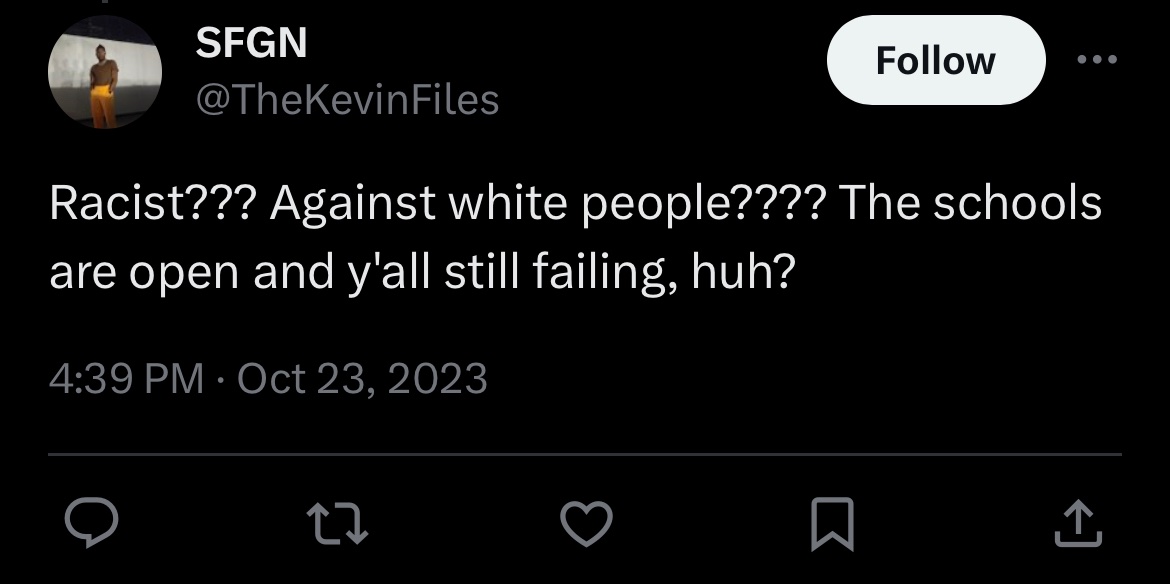 SFGN
Follow
@TheKevinFiles
Racist??? Against white people???? The schools
are open and y'all still failing, huh?
4:39 PM · Oct 23, 2023